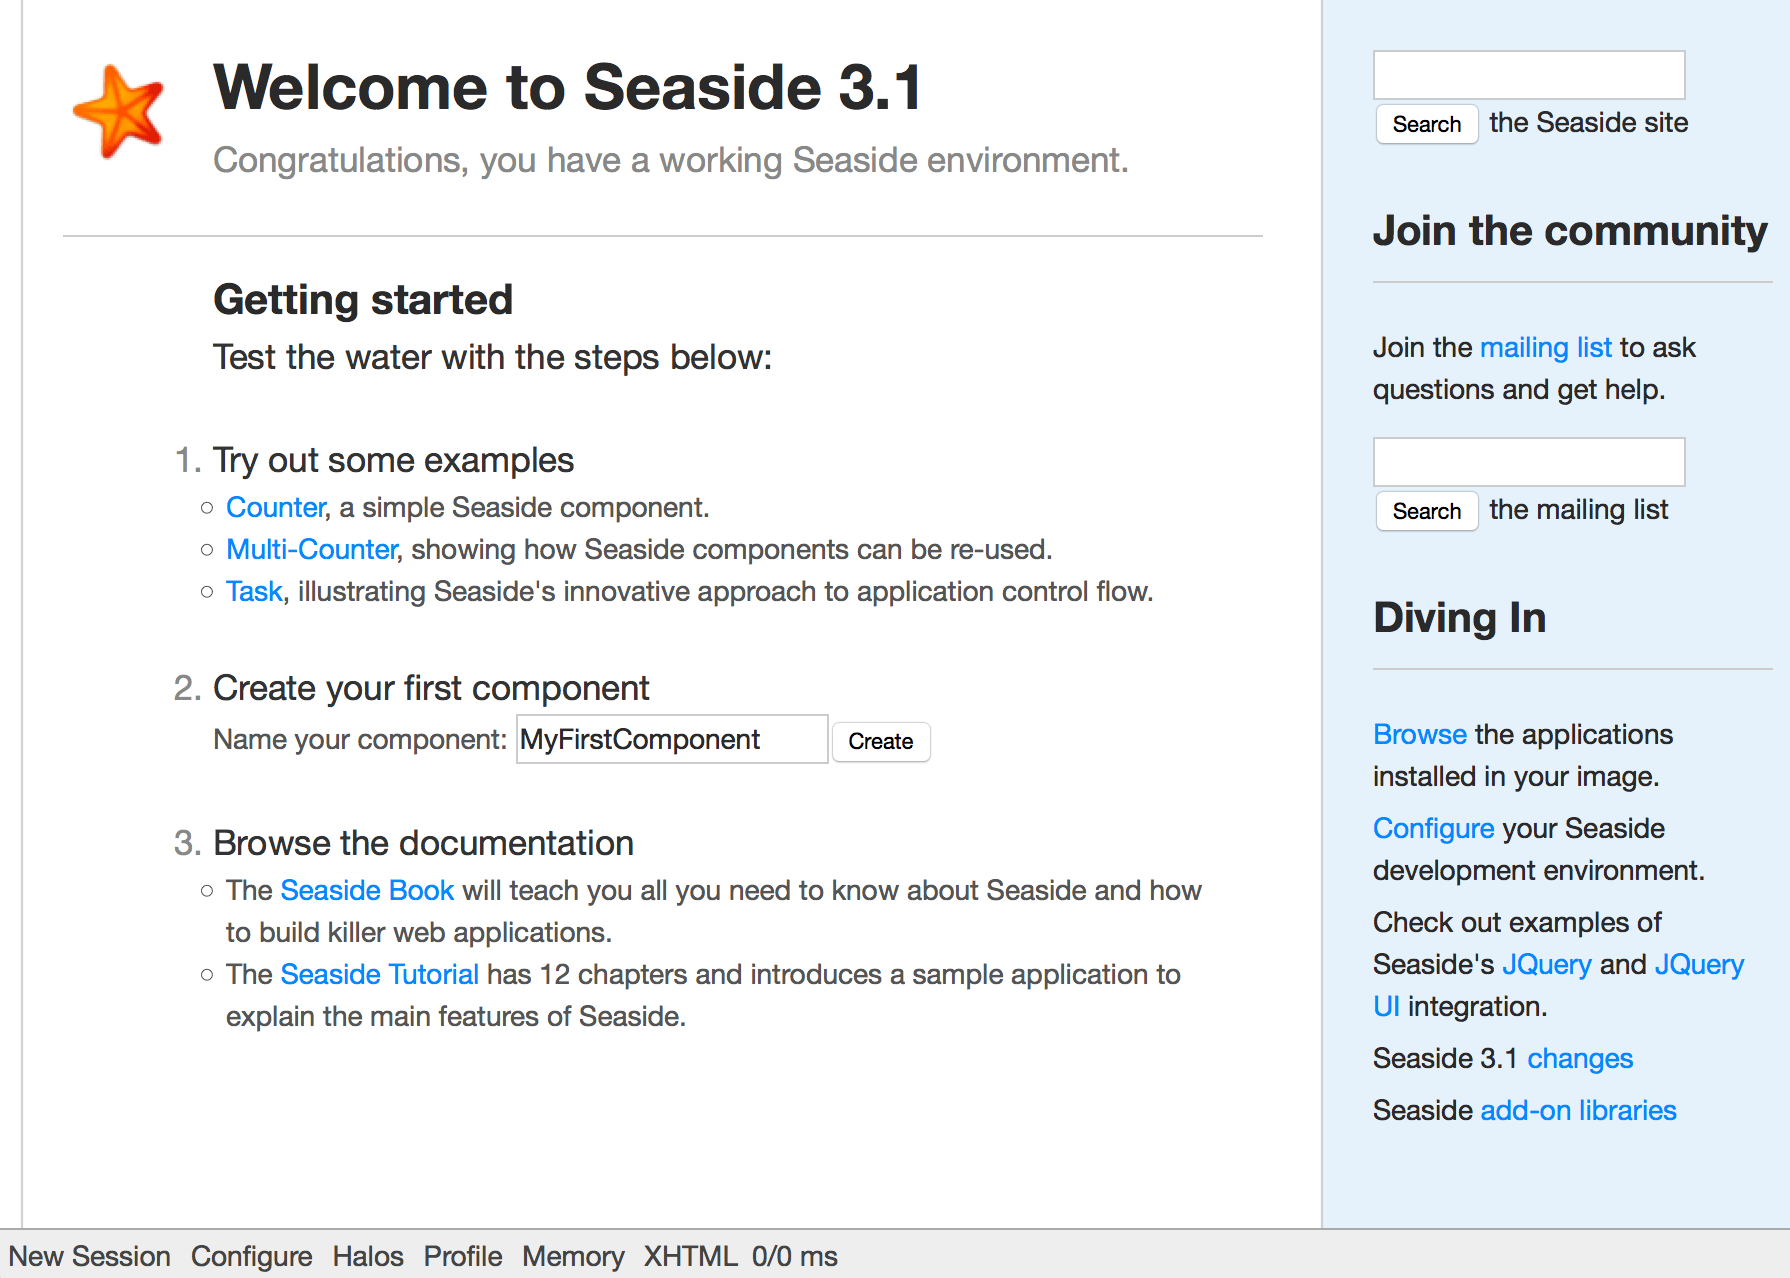 Welcome to Seaside 3.1
Congratulations, you have a working Seaside environment.
Getting started
Test the water with the steps below:
1. Try out some examples
Counter, a simple Seaside component.
Multi-Counter, showing how Seaside components can be re-used.
Task, illustrating Seaside's innovative approach to application control flow.
2. Create your first component
Name your component: MyFirstComponent Create
3. Browse the documentation
The Seaside Book will teach you all you need to know about Seaside and how
to build killer web applications.
The Seaside Tutorial has 12 chapters and introduces a sample application to
explain the main features of Seaside.
Search the Seaside site
Join the community
Join the mailing list to ask
questions and get help.
Search the mailing list
Diving In
Browse the applications
installed in your image.
Configure your Seaside
development environment.
Check out examples of
Seaside's JQuery and JQuery
UI integration.
Seaside 3.1 changes
Seaside add-on libraries
New Session Configure Halos Profile Memory XHTML 0/0 ms